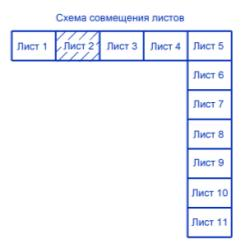 Схема совмещения листов
Лист 1 Лист 2 Лист 3 Лист 4 Лист 5
Лист 6
Лист 7
Лист 8
Лист 9
Лист 10
Лист 11